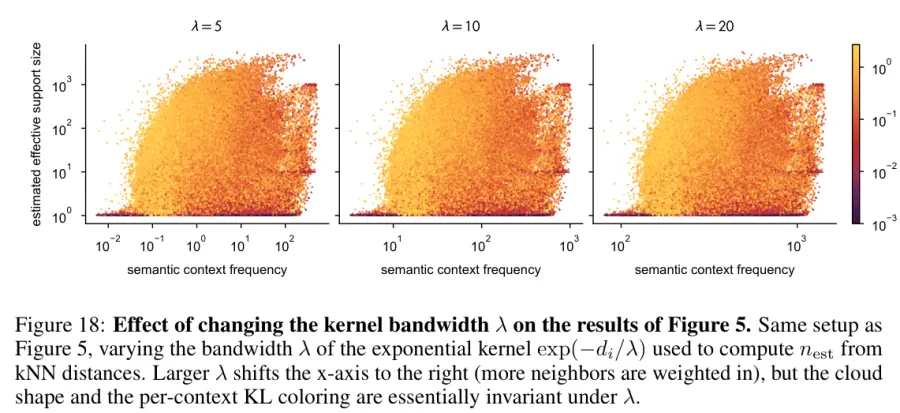 λ = 5
λ = 10
λ = 20
estimated effective support size
10³
10²
10¹
10⁰
10⁻² 10⁻¹ 10⁰ 10¹ 10²
10¹ 10² 10³
10² 10³
semantic context frequency
semantic context frequency
semantic context frequency
10⁰
10⁻¹
10⁻²
10⁻³
Figure 18: Effect of changing the kernel bandwidth λ on the results of Figure 5. Same setup as
Figure 5, varying the bandwidth λ of the exponential kernel exp(−dᵢ/λ) used to compute nₑₛₜ from
kNN distances. Larger λ shifts the x-axis to the right (more neighbors are weighted in), but the cloud
shape and the per-context KL coloring are essentially invariant under λ.